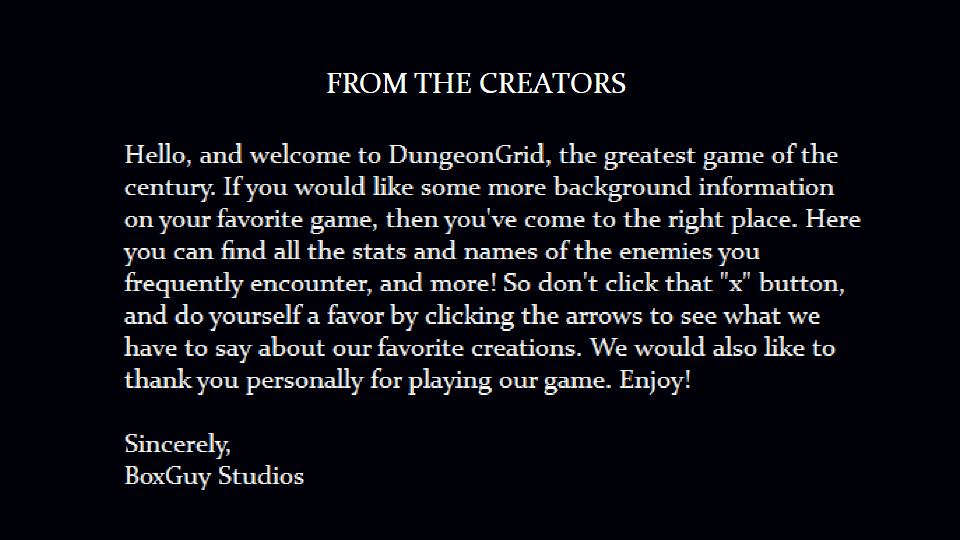 FROM THE CREATORS
Hello, and welcome to DungeonGrid, the greatest game of the
century. If you would like some more background information
on your favorite game, then you've come to the right place. Here
you can find all the stats and names of the enemies you
frequently encounter, and more! So don't click that "x" button,
and do yourself a favor by clicking the arrows to see what we
have to say about our favorite creations. We would also like to
thank you personally for playing our game. Enjoy!
Sincerely,
BoxGuy Studios